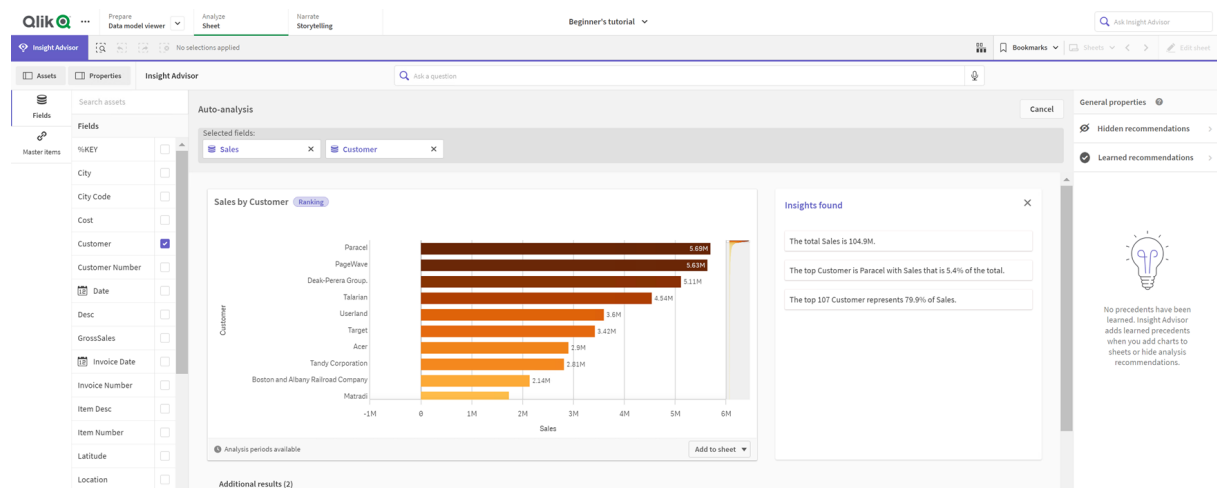 Qlik
Prepare
Data model viewer
Analyze
Sheet
Narrate
Storytelling
Beginner's tutorial
Ask Insight Advisor
Insight Advisor
No selections applied
Bookmarks
Sheets
Edit sheet
Assets
Properties
Insight Advisor
Ask a question
Fields
Master items
Search assets
Fields
%KEY
City
City Code
Cost
Customer
Customer Number
Date
Desc
GrossSales
Invoice Date
Invoice Number
Item Desc
Item Number
Latitude
Location
Auto-analysis
Cancel
Selected fields:
Sales
Customer
Sales by Customer
Ranking
Customer
Paracel
5.69M
PageWave
5.63M
Deak-Perera Group.
5.11M
Talarian
4.54M
Userland
3.6M
Target
3.42M
Acer
2.9M
Tandy Corporation
2.81M
Boston and Albany Railroad Company
2.14M
Matradi
-1M 0 1M 2M 3M 4M 5M 6M
Sales
Analysis periods available
Add to sheet
Additional results (2)
Insights found
The total Sales is 104.9M.
The top Customer is Paracel with Sales that is 5.4% of the total.
The top 107 Customer represents 79.9% of Sales.
General properties
Hidden recommendations
Learned recommendations
No precedents have been
learned. Insight Advisor
adds learned precedents
when you add charts to
sheets or hide analysis
recommendations.